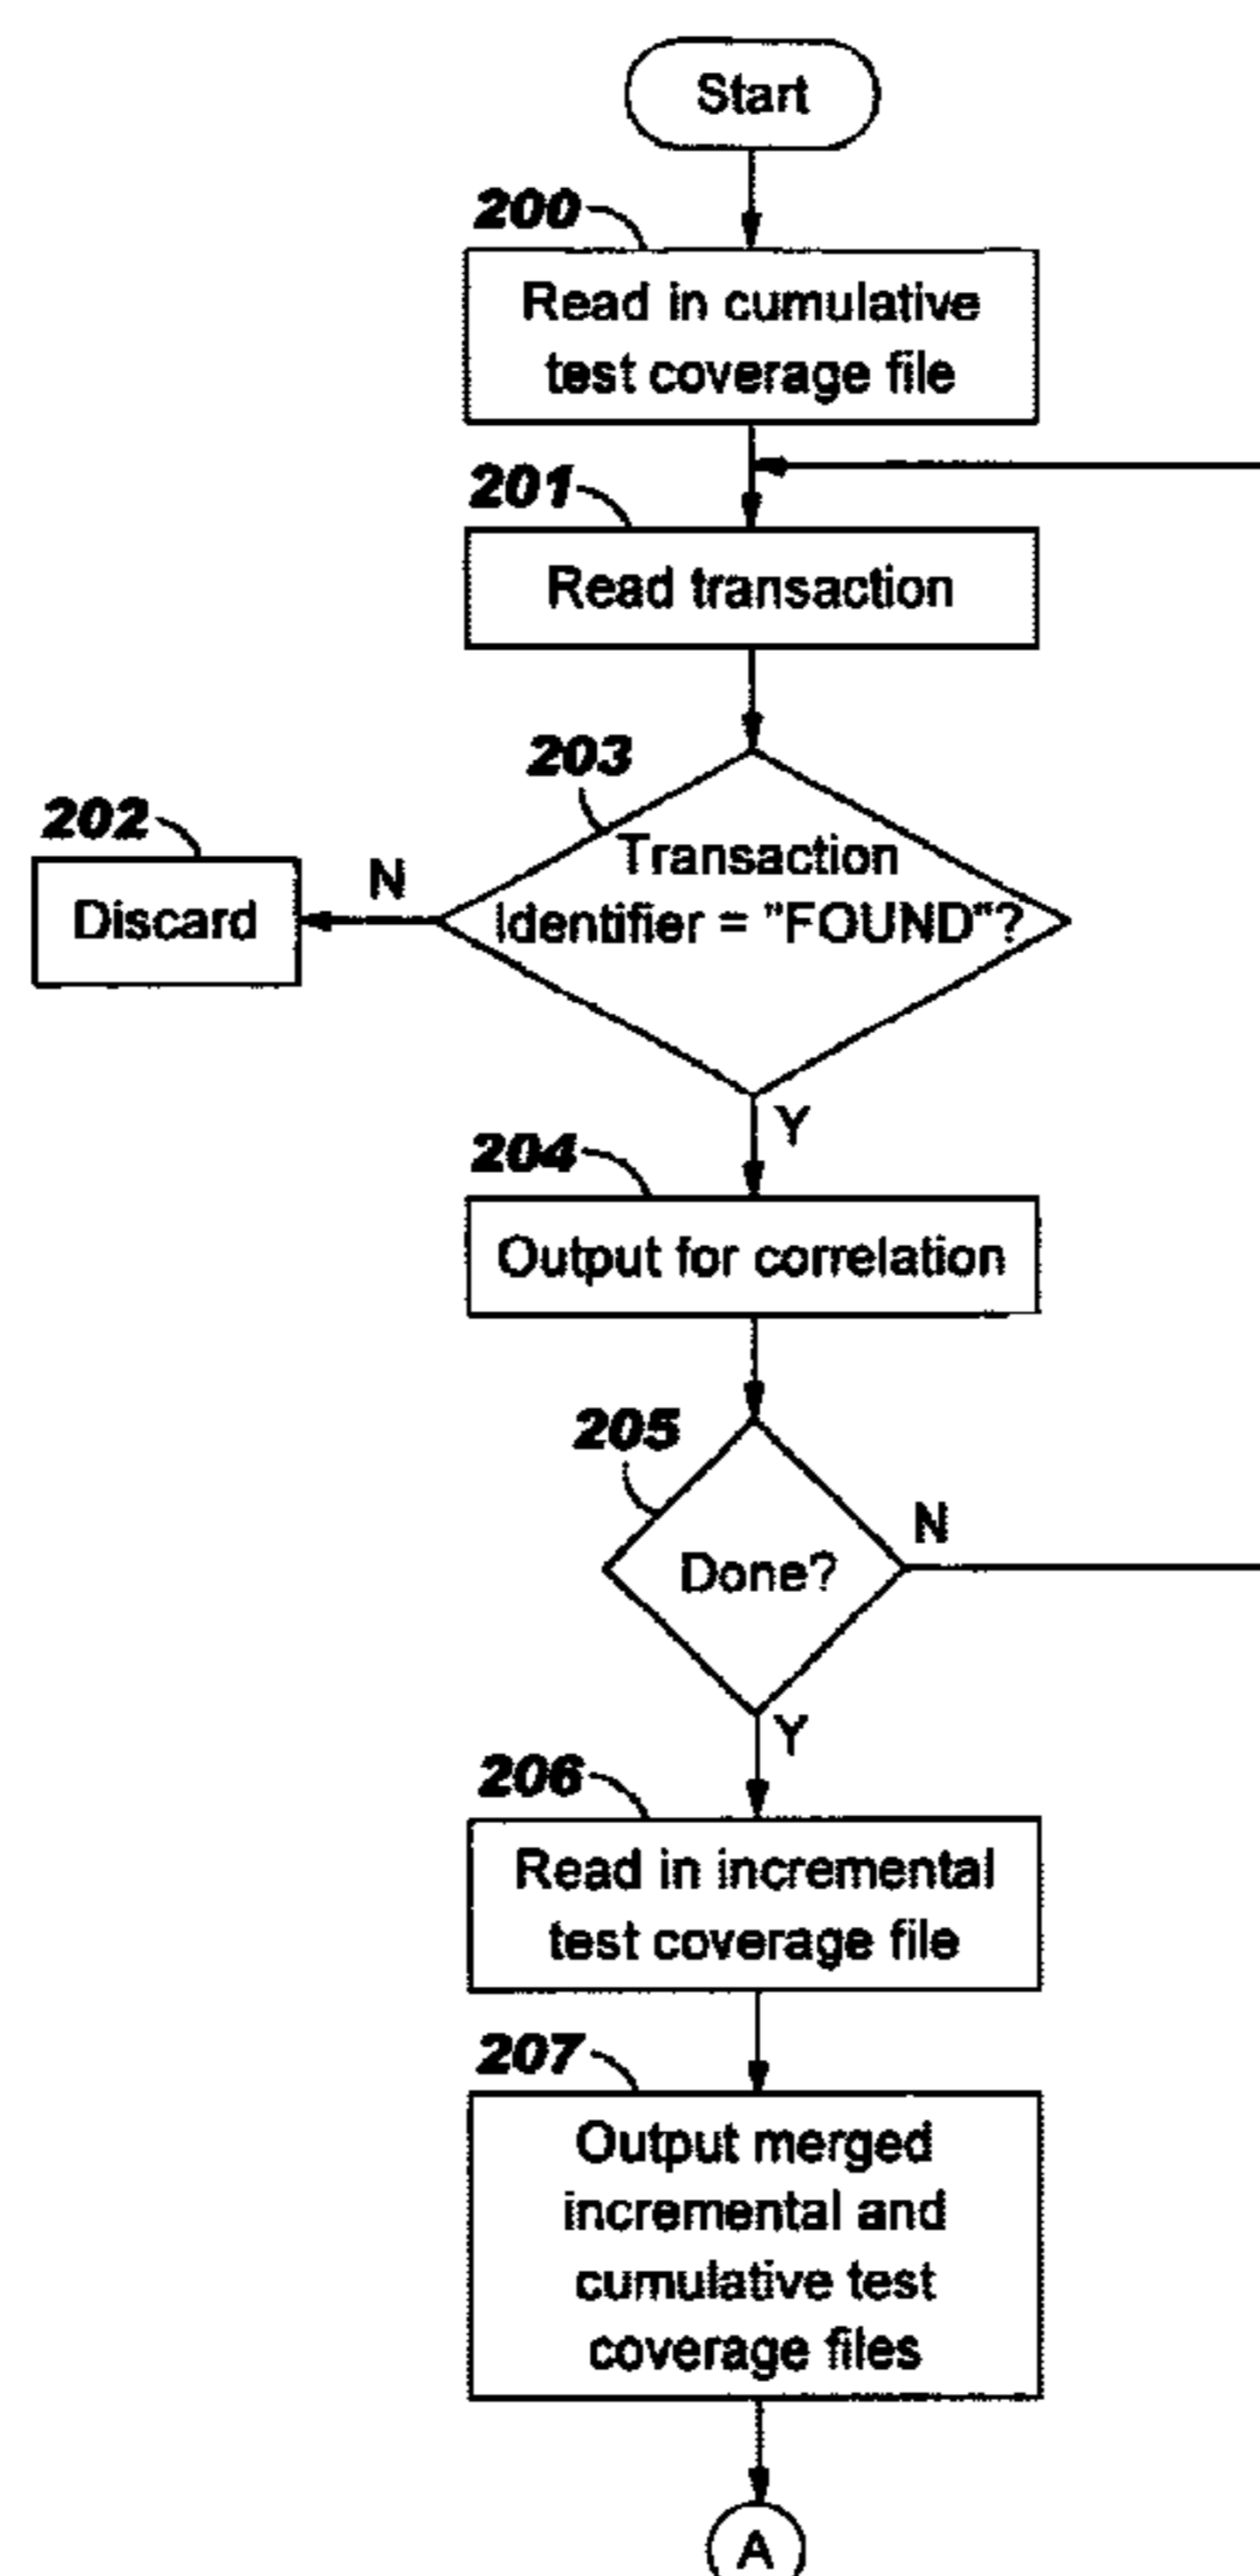 Start
200
Read in cumulative
test coverage file
201
Read transaction
203
Transaction
Identifier = "FOUND"?
202
N
Discard
Y
204
Output for correlation
205
N
Done?
Y
206
Read in incremental
test coverage file
207
Output merged
incremental and
cumulative test
coverage files
A